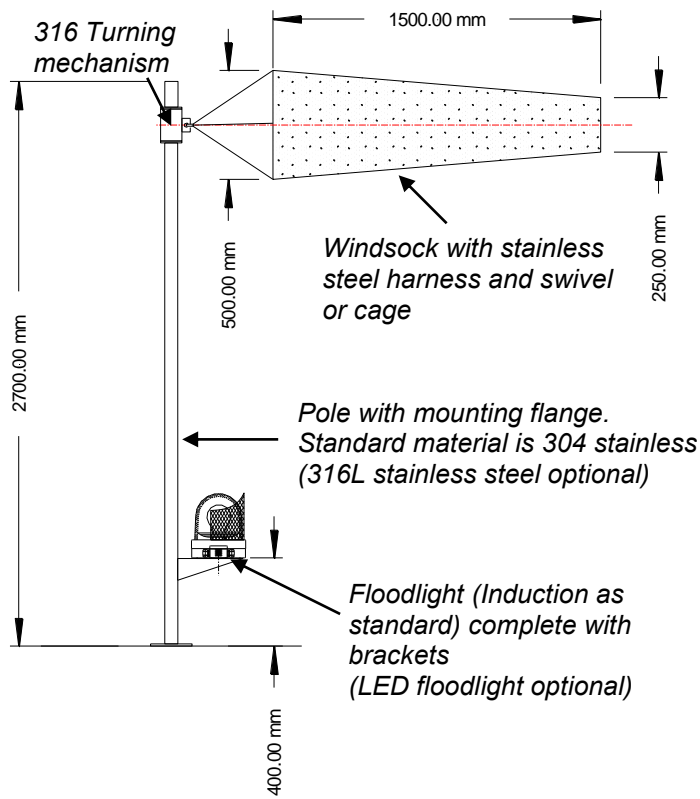 316 Turning
mechanism
1500.00 mm
2700.00 mm
500.00 mm
250.00 mm
Windsock with stainless
steel harness and swivel
or cage
Pole with mounting flange.
Standard material is 304 stainless
(316L stainless steel optional)
Floodlight (Induction as
standard) complete with
brackets
(LED floodlight optional)
400.00 mm